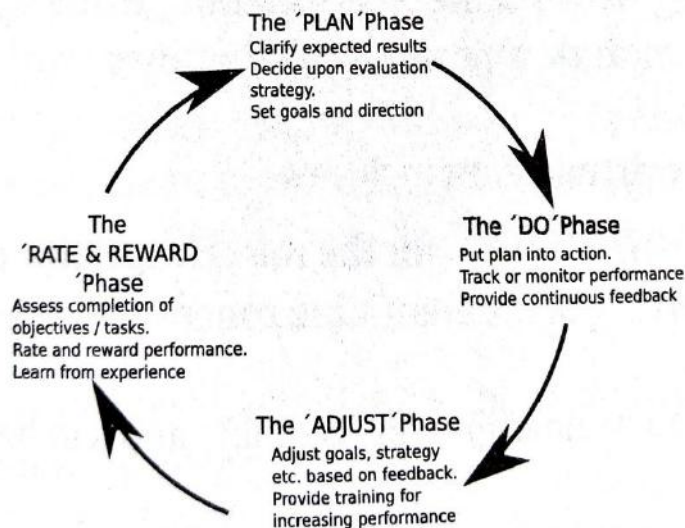 The ´PLAN´Phase
Clarify expected results
Decide upon evaluation
strategy.
Set goals and direction
The ´DO´Phase
Put plan into action.
Track or monitor performance
Provide continuous feedback
The ´ADJUST´Phase
Adjust goals, strategy
etc. based on feedback.
Provide training for
increasing performance
The
´RATE & REWARD
´Phase
Assess completion of
objectives / tasks.
Rate and reward performance.
Learn from experience